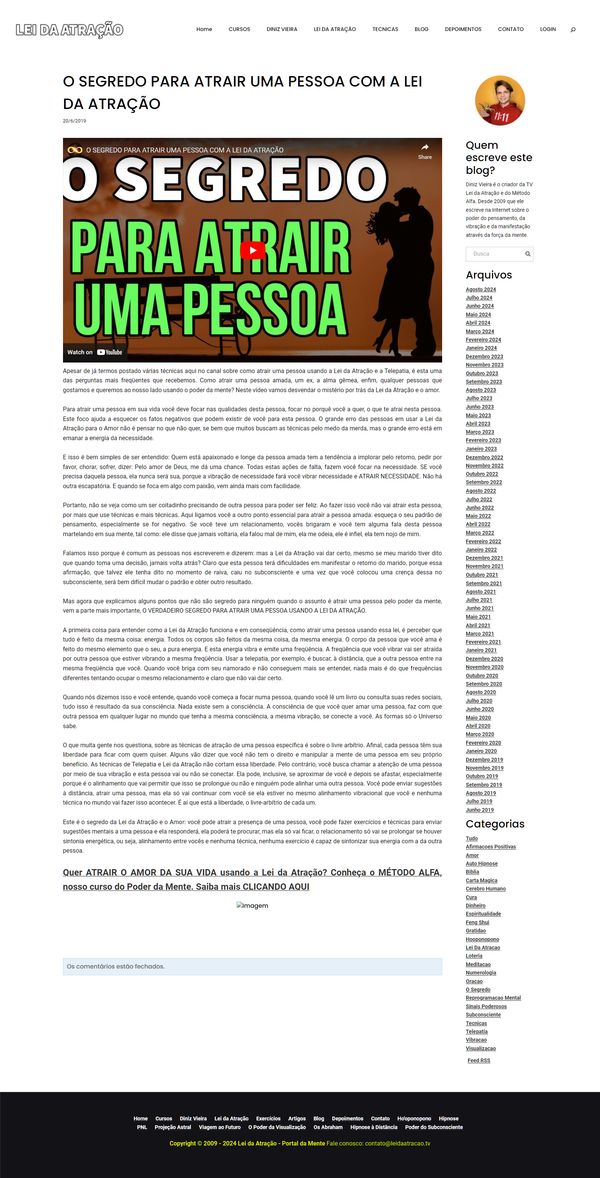 LEI DA ATRAÇÃO
Home CURSOS DINIZ VIEIRA LEI DA ATRAÇÃO TECNICAS BLOG DEPOIMENTOS CONTATO LOGIN
O SEGREDO PARA ATRAIR UMA PESSOA COM A LEI
DA ATRAÇÃO
20/6/2019
O SEGREDO PARA ATRAIR UMA PESSOA COM A LEI DA ATRAÇÃO
Share
O SEGREDO
PARA ATRAIR
UMA PESSOA
Watch on YouTube
Apesar de já termos postado várias técnicas aqui no canal sobre como atrair uma pessoa usando a Lei da Atração e a Telepatia, é esta uma
das perguntas mais freqüentes que recebemos. Como atrair uma pessoa amada, um ex, a alma gêmea, enfim, qualquer pessoas que
gostamos e queremos ao nosso lado usando o poder da mente? Neste vídeo vamos desvendar o mistério por trás da Lei da Atração e o amor.
Para atrair uma pessoa em sua vida você deve focar nas qualidades desta pessoa, focar no porquê você a quer, o que te atrai nesta pessoa.
Este foco ajuda a esquecer os fatos negativos que podem existir de você para esta pessoa. O grande erro das pessoas em usar a Lei da
Atração para o Amor não é pensar no que não quer, se bem que muitos buscam as técnicas pelo medo da merda, mas o grande erro está em
emanar a energia da necessidade.
E isso é bem simples de ser entendido: Quem está apaixonado e longe da pessoa amada tem a tendência a implorar pelo retorno, pedir por
favor, chorar, sofrer, dizer: Pelo amor de Deus, me dá uma chance. Todas estas ações de falta, fazem você focar na necessidade. SE você
precisa daquela pessoa, ela nunca será sua, porque a vibração de necessidade fará você vibrar necessidade e ATRAIR NECESSIDADE. Não há
outra escapatória. E quando se foca em algo com paixão, vem ainda mais com facilidade.
Portanto, não se veja como um ser coitadinho precisando de outra pessoa para poder ser feliz. Ao fazer isso você não vai atrair esta pessoa,
por mais que use técnicas e mais técnicas. Aqui ligamos você a outro ponto essencial para atrair a pessoa amada: esqueça o seu padrão de
pensamento, especialmente se for negativo. Se você teve um relacionamento, vocês brigaram e você tem alguma fala desta pessoa
martelando em sua mente, tal como: ele disse que jamais voltaria, ela falou mal de mim, ela me odeia, ele é infiel, ela tem nojo de mim.
Falamos isso porque é comum as pessoas nos escreverem e dizerem: mas a Lei da Atração vai dar certo, mesmo se meu marido tiver dito
que quando toma uma decisão, jamais volta atrás? Claro que esta pessoa terá dificuldades em manifestar o retorno do marido, porque essa
afirmação, que talvez ele tenha dito no momento de raiva, caiu no subconsciente e uma vez que você colocou uma crença dessa no
subconsciente, será bem difícil mudar o padrão e obter outro resultado.
Mas agora que explicamos alguns pontos que não são segredo para ninguém quando o assunto é atrair uma pessoa pelo poder da mente,
vem a parte mais importante, O VERDADEIRO SEGREDO PARA ATRAIR UMA PESSOA USANDO A LEI DA ATRAÇÃO.
A primeira coisa para entender como a Lei da Atração funciona e em conseqüência, como atrair uma pessoa usando essa lei, é perceber que
tudo é feito da mesma coisa: energia. Todos os corpos são feitos da mesma coisa, da mesma energia. O corpo da pessoa que você ama é
feito do mesmo elemento que o seu, a pura energia. E esta energia vibra e emite uma freqüência. A freqüência que você vibrar vai ser atraída
por outra pessoa que estiver vibrando a mesma freqüência. Usar a telepatia, por exemplo, é buscar, à distância, que a outra pessoa entre na
mesma freqüência que você. Quando você briga com seu namorado e não conseguem mais se entender, nada mais é do que frequências
diferentes tentando ocupar o mesmo relacionamento e claro que não vai dar certo.
Quando nós dizemos isso e você entende, quando você começa a focar numa pessoa, quando você lê um livro ou consulta suas redes sociais,
tudo isso é resultado da sua consciência. Nada existe sem a consciência. A consciência de que você quer amar uma pessoa, faz com que
outra pessoa em qualquer lugar no mundo que tenha a mesma consciência, a mesma vibração, se conecte a você. As formas só o Universo
sabe.
O que muita gente nos questiona, sobre as técnicas de atração de uma pessoa específica é sobre o livre arbítrio. Afinal, cada pessoa têm sua
liberdade para ficar com quem quiser. Alguns vão dizer que você não tem o direito e manipular a mente de uma pessoa em seu próprio
benefício. As técnicas de Telepatia e Lei da Atração não cortam essa liberdade. Pelo contrário, você busca chamar a atenção de uma pessoa
por meio de sua vibração e esta pessoa vai ou não se conectar. Ela pode, inclusive, se aproximar de você e depois se afastar, especialmente
porque é o alinhamento que vai permitir que isso se prolongue ou não e ninguém pode alinhar uma outra pessoa. Você pode enviar sugestões
à distância, atrair uma pessoa, mas ela só vai continuar com você se ela estiver no mesmo alinhamento vibracional que você e nenhuma
técnica no mundo vai fazer isso acontecer. É aí que está a liberdade, o livre-arbítrio de cada um.
Este é o segredo da Lei da Atração e o Amor: você pode atrair a presença de uma pessoa, você pode fazer exercícios e técnicas para enviar
sugestões mentais a uma pessoa e ela responderá, ela poderá te procurar, mas ela só vai ficar, o relacionamento só vai se prolongar se houver
sintonia energética, ou seja, alinhamento entre vocês e nenhuma técnica, nenhum exercício é capaz de sintonizar sua energia com a da outra
pessoa.
Quer ATRAIR O AMOR DA SUA VIDA usando a Lei da Atração? Conheça o MÉTODO ALFA,
nosso curso do Poder da Mente. Saiba mais CLICANDO AQUI
Imagem
Os comentários estão fechados.
11:11
Quem
escreve este
blog?
Diniz Vieira é o criador da TV
Lei da Atração e do Método
Alfa. Desde 2009 que ele
escreve na Internet sobre o
poder do pensamento, da
vibração e da manifestação
através da força da mente.
Busca
Arquivos
Agosto 2024
Julho 2024
Junho 2024
Maio 2024
Abril 2024
Março 2024
Fevereiro 2024
Janeiro 2024
Dezembro 2023
Novembro 2023
Outubro 2023
Setembro 2023
Agosto 2023
Julho 2023
Junho 2023
Maio 2023
Abril 2023
Março 2023
Fevereiro 2023
Janeiro 2023
Dezembro 2022
Novembro 2022
Outubro 2022
Setembro 2022
Agosto 2022
Julho 2022
Junho 2022
Maio 2022
Abril 2022
Março 2022
Fevereiro 2022
Janeiro 2022
Dezembro 2021
Novembro 2021
Outubro 2021
Setembro 2021
Agosto 2021
Julho 2021
Junho 2021
Maio 2021
Abril 2021
Março 2021
Fevereiro 2021
Janeiro 2021
Dezembro 2020
Novembro 2020
Outubro 2020
Setembro 2020
Agosto 2020
Julho 2020
Junho 2020
Maio 2020
Abril 2020
Março 2020
Fevereiro 2020
Janeiro 2020
Dezembro 2019
Novembro 2019
Outubro 2019
Setembro 2019
Agosto 2019
Julho 2019
Junho 2019
Categorias
Tudo
Afirmacoes Positivas
Amor
Auto Hipnose
Biblia
Carta Magica
Cerebro Humano
Cura
Dinheiro
Espiritualidade
Feng Shui
Gratidao
Hooponopono
Lei Da Atracao
Loteria
Meditacao
Numerologia
Oracao
O Segredo
Reprogramacao Mental
Sinais Poderosos
Subconsciente
Tecnicas
Telepatia
Vibracao
Visualizacao
Feed RSS
Home Cursos Diniz Vieira Lei da Atração Exercícios Artigos Blog Depoimentos Contato Ho'oponopono Hipnose
PNL Projeção Astral Viagem ao Futuro O Poder da Visualização Os Abraham Hipnose à Distância Poder do Subconsciente
Copyright © 2009 - 2024 Lei da Atração - Portal da Mente Fale conosco: contato@leidaatracao.tv